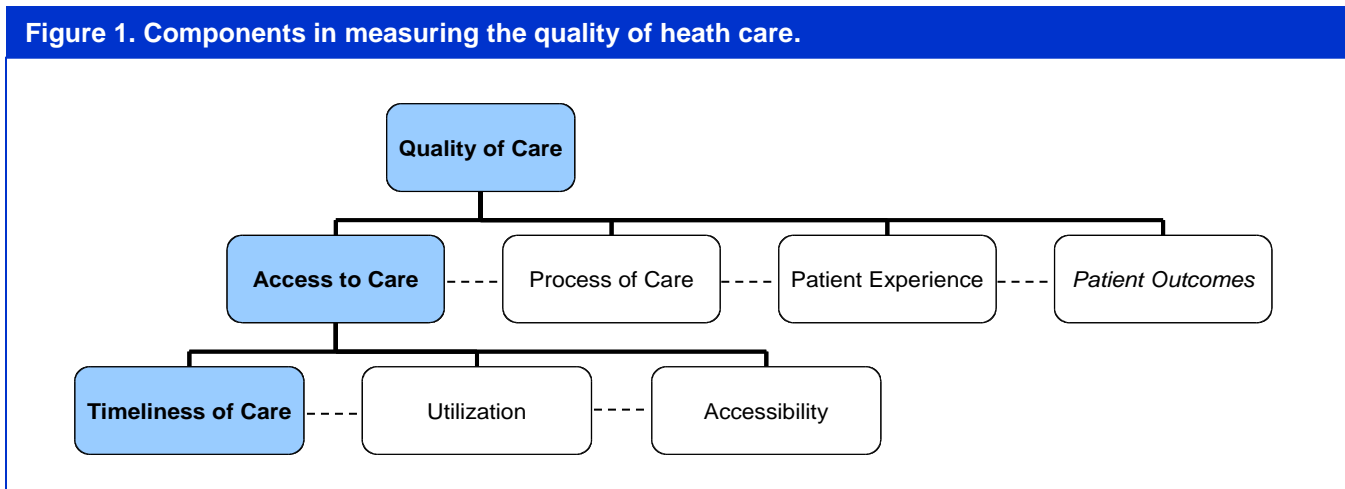 Figure 1. Components in measuring the quality of heath care.
Quality of Care
Access to Care
Process of Care
Patient Experience
Patient Outcomes
Timeliness of Care
Utilization
Accessibility